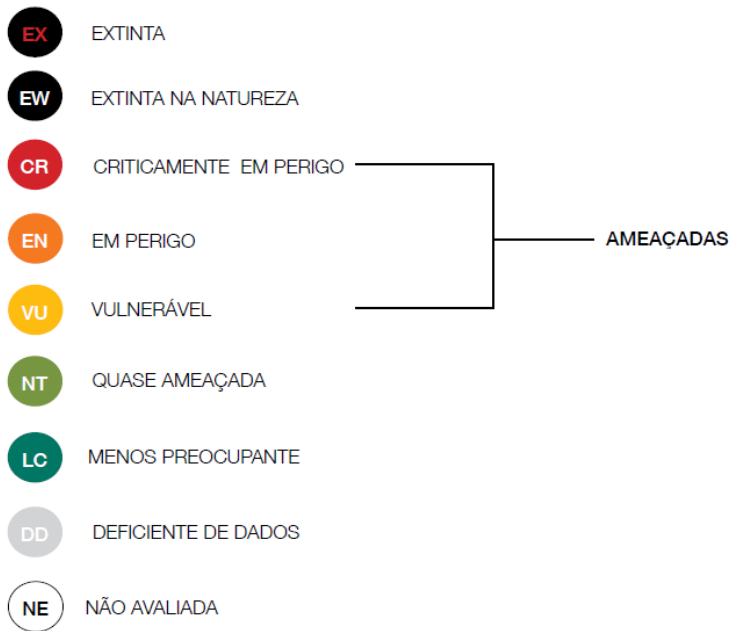 EX EXTINTA
EW EXTINTA NA NATUREZA
CR CRITICAMENTE EM PERIGO
EN EM PERIGO
AMEAÇADAS
VU VULNERÁVEL
NT QUASE AMEAÇADA
LC MENOS PREOCUPANTE
DD DEFICIENTE DE DADOS
NE NÃO AVALIADA